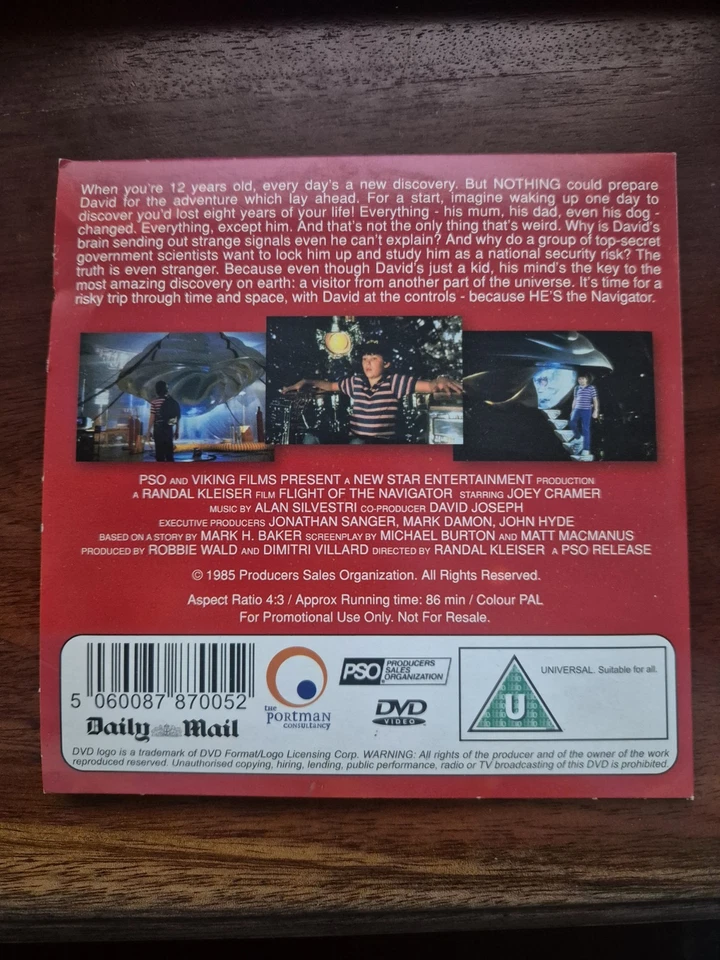 When you're 12 years old, every day's a new discovery. But NOTHING could prepare
David for the adventure which lay ahead. For a start, imagine waking up one day to
discover you'd lost eight years of your life! Everything - his mum, his dad, even his dog -
changed. Everything, except him. And that's not the only thing that's weird. Why is David's
brain sending out strange signals even he can't explain? And why do a group of top-secret
government scientists want to lock him up and study him as a national security risk? The
truth is even stranger. Because even though David's just a kid, his mind's the key to the
most amazing discovery on earth: a visitor from another part of the universe. It's time for a
risky trip through time and space, with David at the controls - because HE'S the Navigator.
PSO AND VIKING FILMS PRESENT A NEW STAR ENTERTAINMENT PRODUCTION
A RANDAL KLEISER FILM FLIGHT OF THE NAVIGATOR STARRING JOEY CRAMER
MUSIC BY ALAN SILVESTRI CO-PRODUCER DAVID JOSEPH
EXECUTIVE PRODUCERS JONATHAN SANGER, MARK DAMON, JOHN HYDE
BASED ON A STORY BY MARK H. BAKER SCREENPLAY BY MICHAEL BURTON AND MATT MACMANUS
PRODUCED BY ROBBIE WALD AND DIMITRI VILLARD DIRECTED BY RANDAL KLEISER A PSO RELEASE
© 1985 Producers Sales Organization. All Rights Reserved.
Aspect Ratio 4:3 / Approx Running time: 86 min / Colour PAL
For Promotional Use Only. Not For Resale.
5 060087 870052
Daily Mail
the
PORTMAN
CONSULTANCY
PSO PRODUCERS
SALES
ORGANIZATION
DVD
VIDEO
U
UNIVERSAL. Suitable for all.
DVD logo is a trademark of DVD Format/Logo Licensing Corp. WARNING: All rights of the producer and of the owner of the work
reproduced reserved. Unauthorised copying, hiring, lending, public performance, radio or TV broadcasting of this DVD is prohibited.